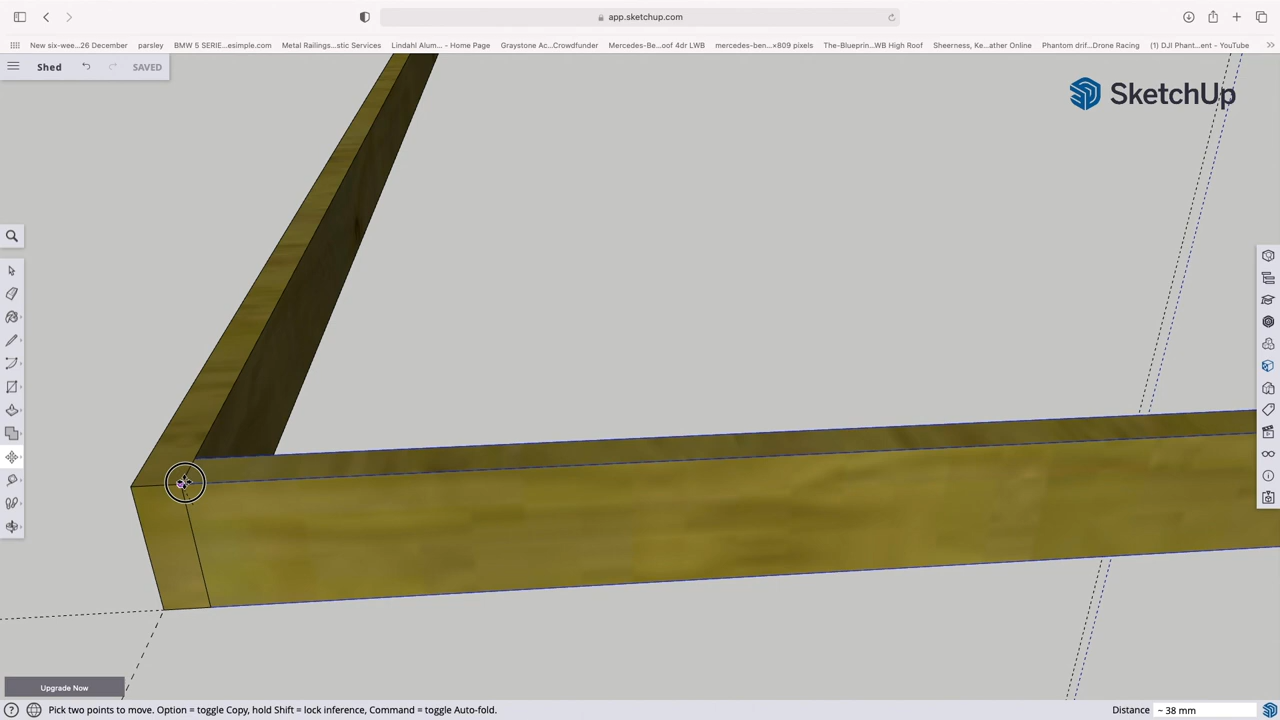 app.sketchup.com
New six-wee...26 December
parsley
BMW 5 SERIE...esimple.com
Metal Railings...stic Services
Lindahl Alum... - Home Page
Graystone Ac...Crowdfunder
Mercedes-Be...oof 4dr LWB
mercedes-ben...×809 pixels
The-Blueprin...WB High Roof
Sheerness, Ke...ather Online
Phantom drif...Drone Racing
(1) DJI Phant...ent - YouTube
Shed
SAVED
SketchUp
Upgrade Now
Pick two points to move. Option = toggle Copy, hold Shift = lock inference, Command = toggle Auto-fold.
Distance
~ 38 mm